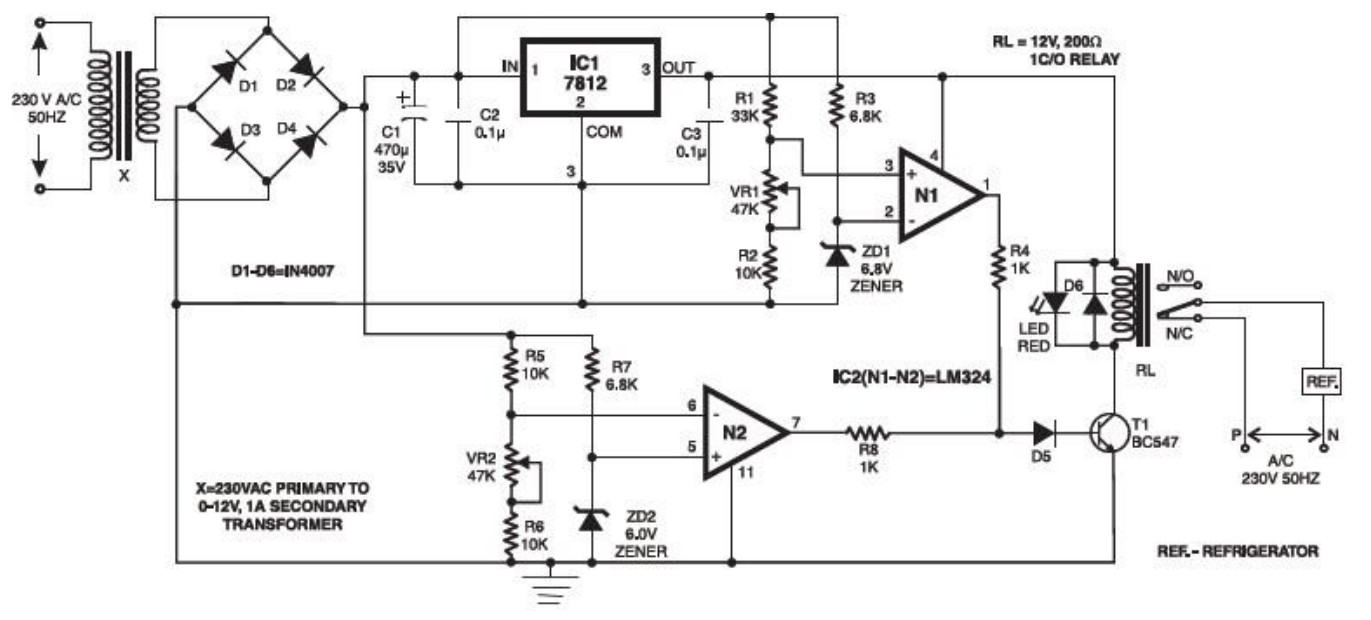 230 V A/C
50HZ
X
D1
D2
D3
D4
C1
470µ
35V
+
C2
0.1µ
IN
1
IC1
7812
2
3
OUT
COM
3
C3
0.1µ
R1
33K
VR1
47K
R2
10K
R3
6.8K
ZD1
6.8V
ZENER
3
+
2
-
N1
4
1
R4
1K
RL = 12V, 200Ω
1C/O RELAY
D6
LED
RED
RL
N/O
N/C
REF.
P
N
A/C
230V 50HZ
D1-D6=IN4007
R5
10K
VR2
47K
R6
10K
R7
6.8K
ZD2
6.0V
ZENER
6
-
5
+
N2
7
11
R8
1K
IC2(N1-N2)=LM324
D5
T1
BC547
X=230VAC PRIMARY TO
0-12V, 1A SECONDARY
TRANSFORMER
REF.- REFRIGERATOR